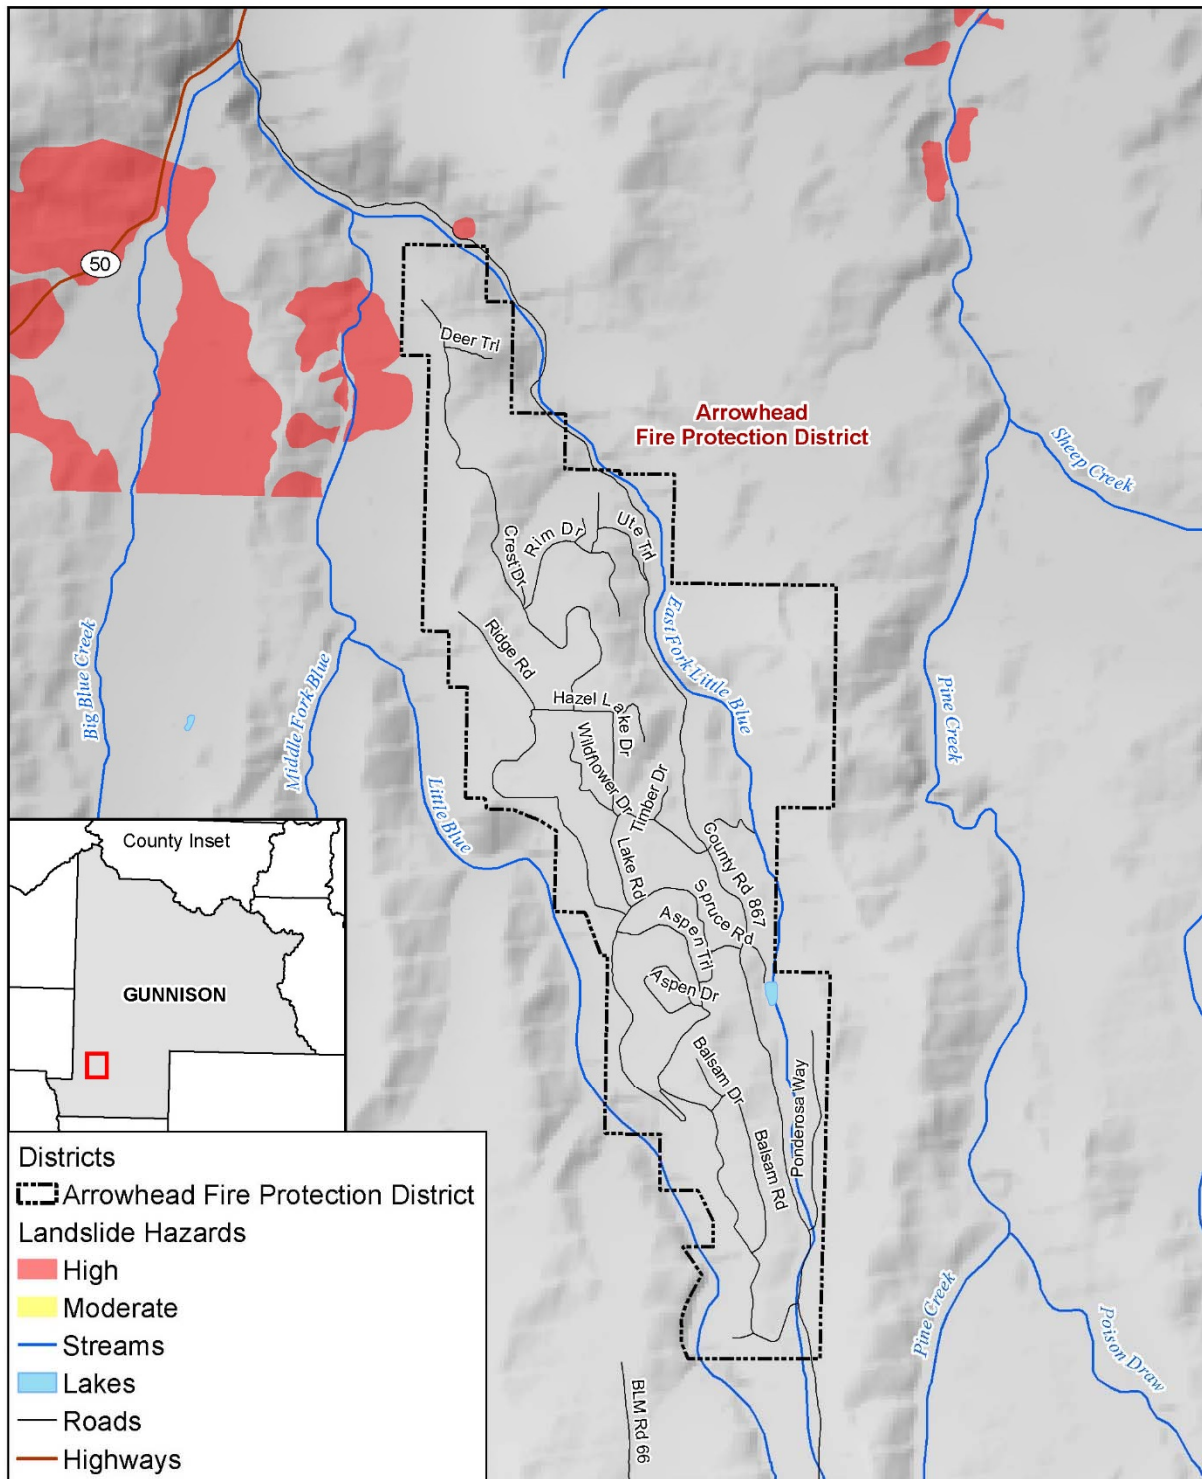 50
Deer Trl
Arrowhead
Fire Protection District
Sheep Creek
Crest Dr
Rim Dr
Ute Trl
East Fork Little Blue
Ridge Rd
Big Blue Creek
Middle Fork Blue
Little Blue
Pine Creek
Hazel Lake Dr
Wildflower Dr
Timber Dr
Lake Rd
County Rd 867
Spruce Rd
Aspen Trl
Aspen Dr
Balsam Dr
Balsam Rd
Ponderosa Way
Pine Creek
Poison Draw
BLM Rd 66
County Inset
GUNNISON
Districts
Arrowhead Fire Protection District
Landslide Hazards
High
Moderate
Streams
Lakes
Roads
Highways